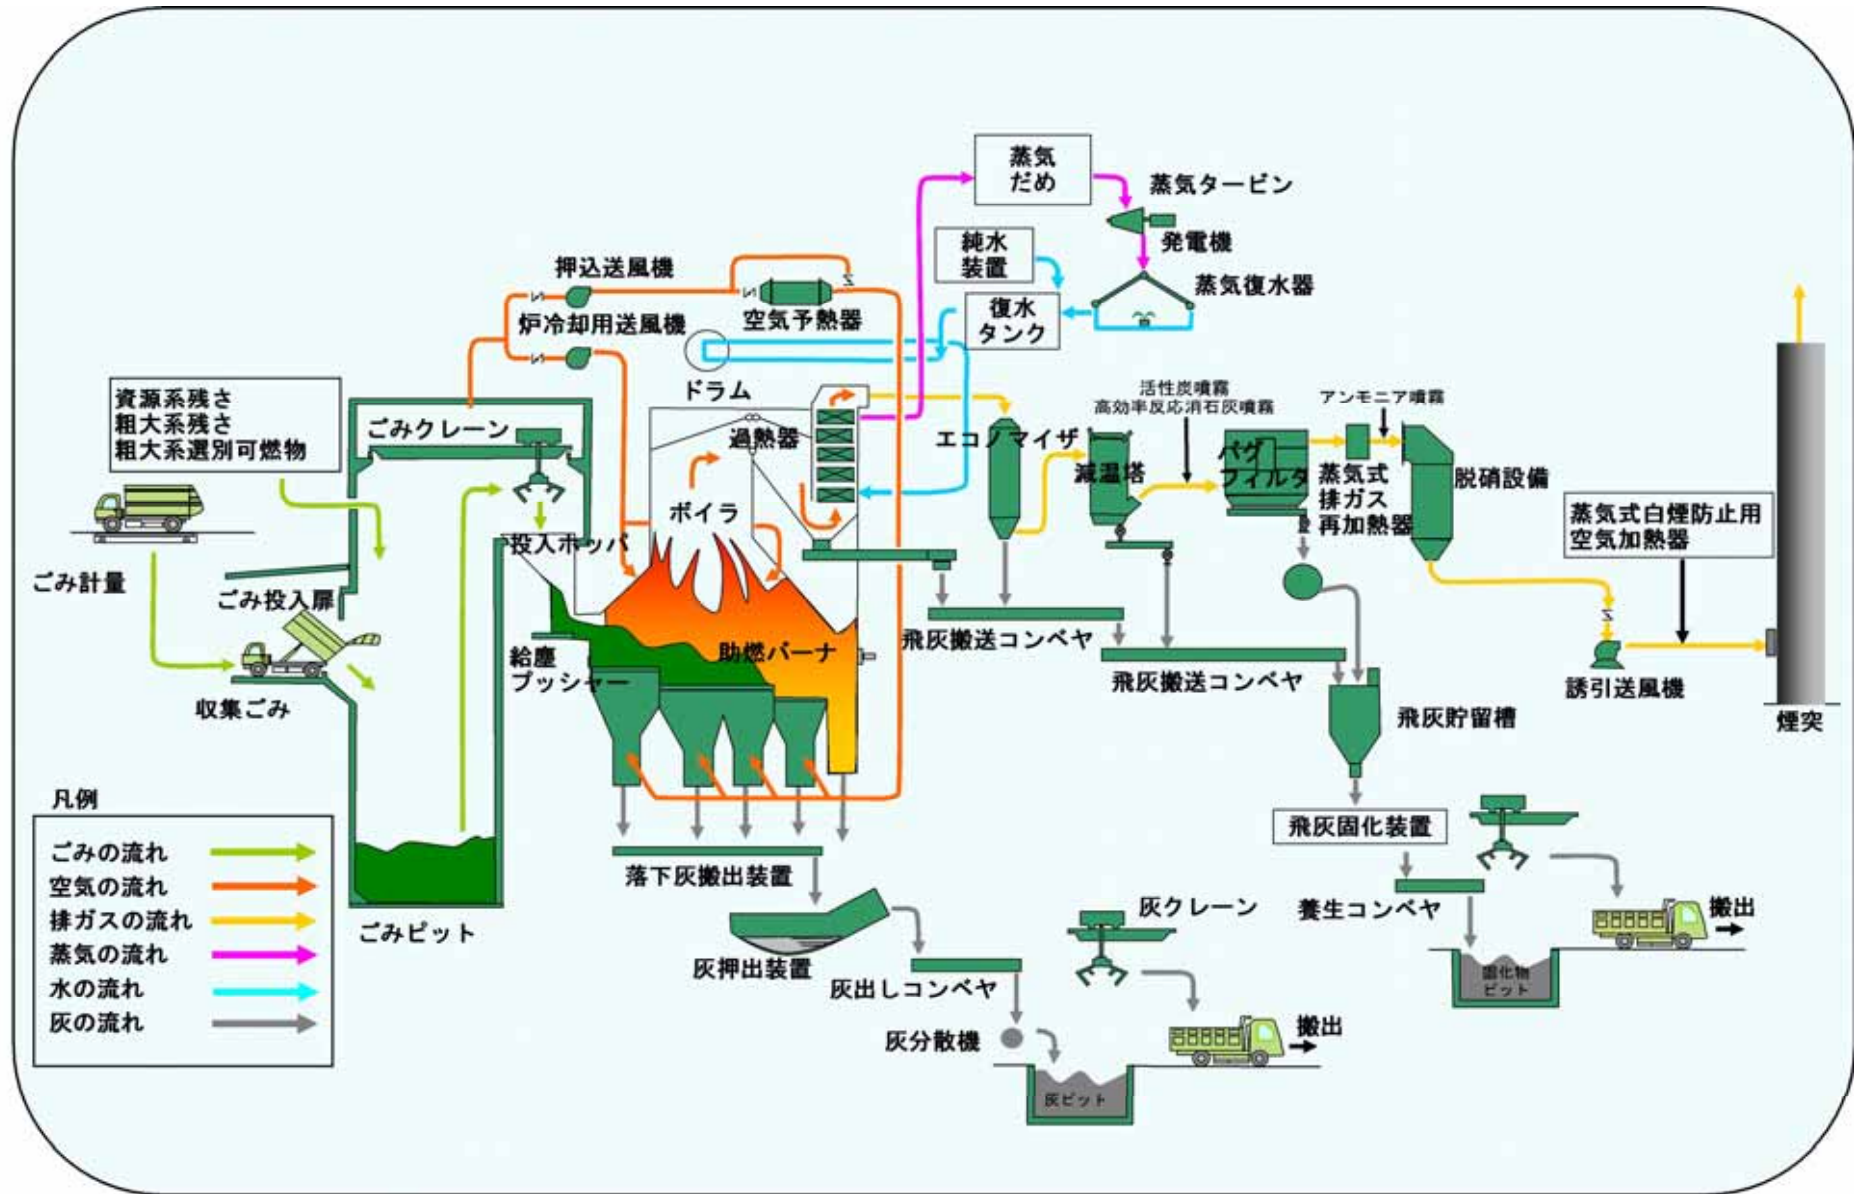 蒸気
だめ
蒸気タービン
発電機
純水
装置
蒸気復水器
復水
タンク
押込送風機
炉冷却用送風機
空気予熱器
ドラム
資源系残さ
粗大系残さ
粗大系選別可燃物
ごみクレーン
過熱器
エコノマイザ
減温塔
活性炭噴霧
高効率反応消石灰噴霧
バグ
フィルタ
アンモニア噴霧
蒸気式
排ガス
再加熱器
脱硝設備
蒸気式白煙防止用
空気加熱器
ボイラ
投入ホッパ
ごみ計量
ごみ投入扉
収集ごみ
給塵
プッシャー
助燃バーナ
飛灰搬送コンベヤ
飛灰搬送コンベヤ
飛灰貯留槽
誘引送風機
煙突
飛灰固化装置
養生コンベヤ
搬出
固化物
ピット
落下灰搬出装置
灰押出装置
灰出しコンベヤ
灰クレーン
灰分散機
搬出
灰ピット
ごみピット
凡例
ごみの流れ
空気の流れ
排ガスの流れ
蒸気の流れ
水の流れ
灰の流れ